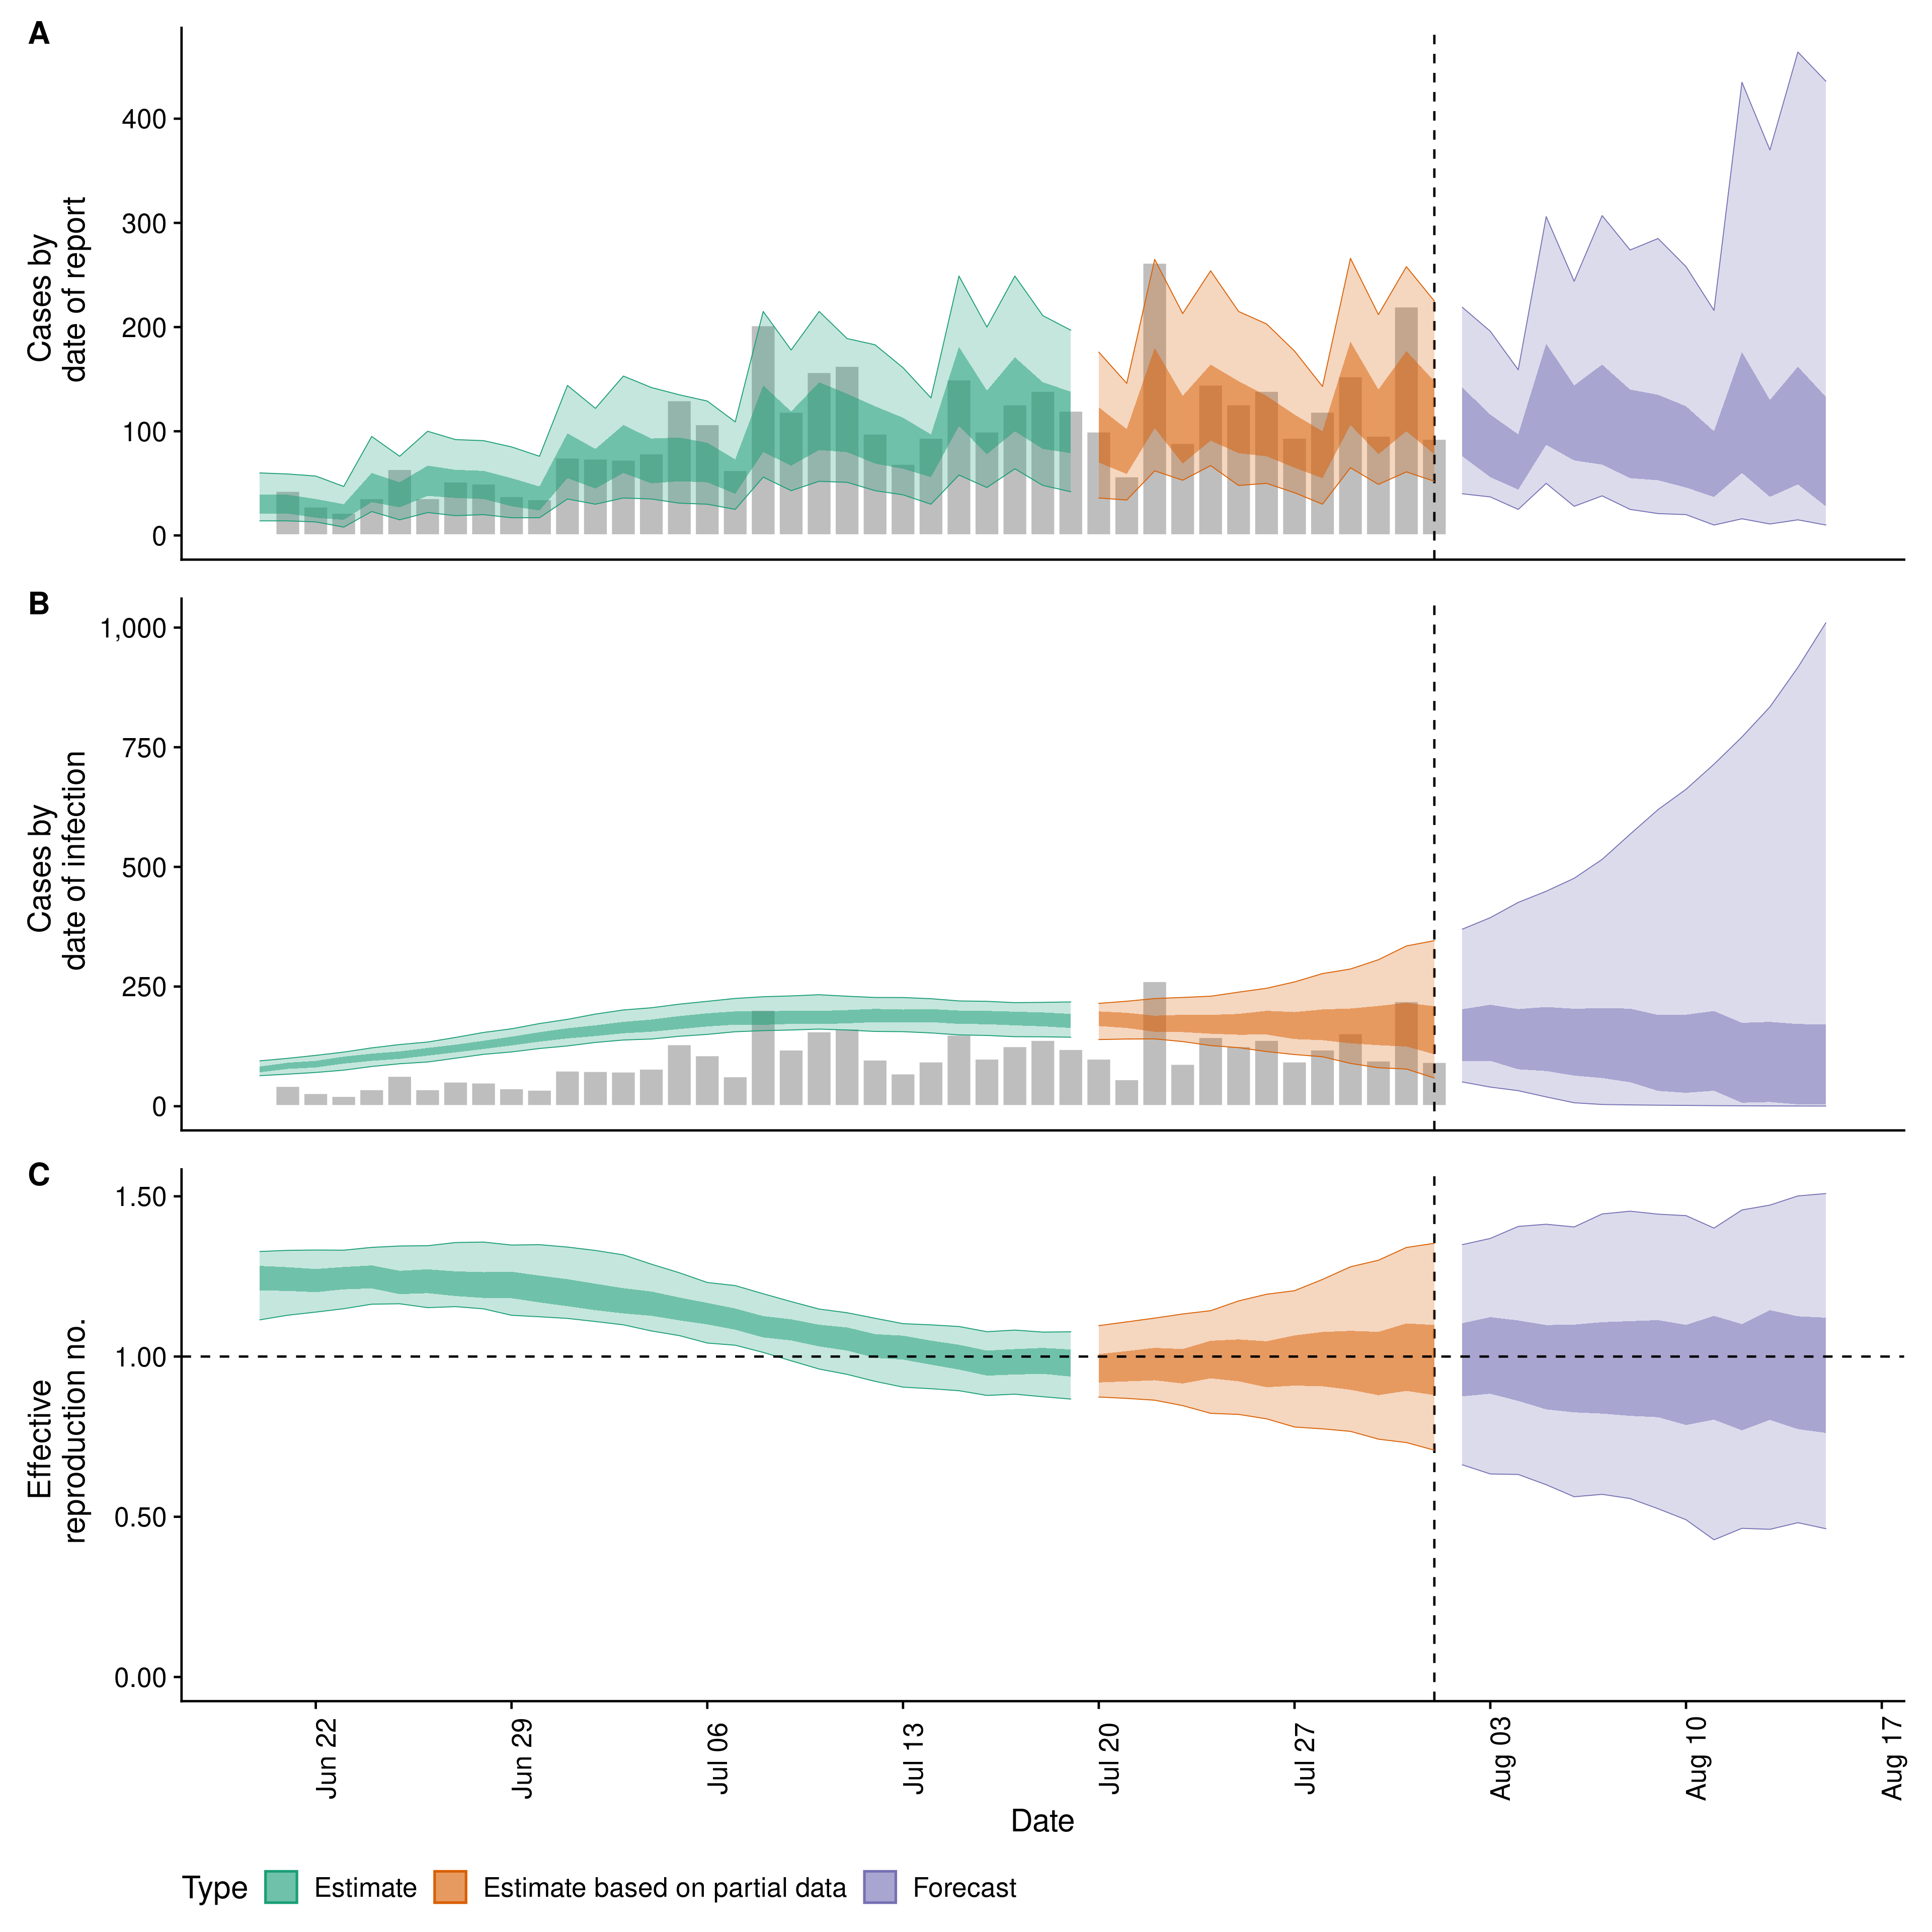 A
400
300
200
100
0
Cases by
date of report
B
1,000
750
500
250
0
Cases by
date of infection
C
1.50
1.00
0.50
0.00
Effective
reproduction no.
Jun 22
Jun 29
Jul 06
Jul 13
Jul 20
Jul 27
Aug 03
Aug 10
Aug 17
Date
Type Estimate Estimate based on partial data Forecast